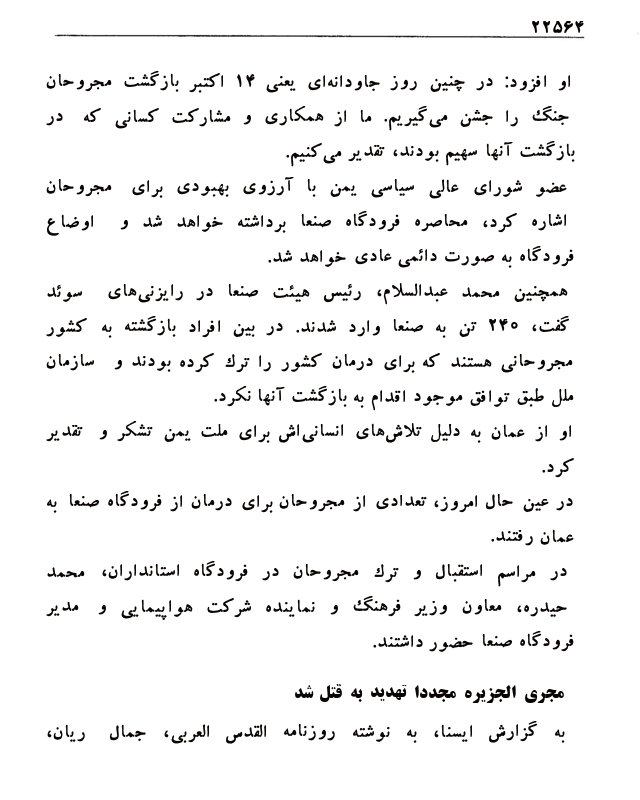 ۲۲۵۶۴
او افزود: در چنین روز جاودانه‌ای یعنی ۱۴ اکتبر بازگشت مجروحان
جنگ را جشن می‌گیریم. ما از همکاری و مشارکت کسانی که در
بازگشت آنها سهیم بودند، تقدیر می‌کنیم.
عضو شورای عالی سیاسی یمن با آرزوی بهبودی برای مجروحان
اشاره کرد، محاصره فرودگاه صنعا برداشته خواهد شد و اوضاع
فرودگاه به صورت دائمی عادی خواهد شد.
همچنین محمد عبدالسلام، رئیس هیئت صنعا در رایزنی‌های سوئد
گفت، ۲۴۰ تن به صنعا وارد شدند. در بین افراد بازگشته به کشور
مجروحانی هستند که برای درمان کشور را ترک کرده بودند و سازمان
ملل طبق توافق موجود اقدام به بازگشت آنها نکرد.
او از عمان به دلیل تلاش‌های انسانی‌اش برای ملت یمن تشکر و تقدیر
کرد.
در عین حال امروز، تعدادی از مجروحان برای درمان از فرودگاه صنعا به
عمان رفتند.
در مراسم استقبال و ترک مجروحان در فرودگاه استانداران، محمد
حیدره، معاون وزیر فرهنگ و نماینده شرکت هواپیمایی و مدیر
فرودگاه صنعا حضور داشتند.
مجری الجزیره مجددا تهدید به قتل شد
به گزارش ایسنا، به نوشته روزنامه القدس العربی، جمال ریان،